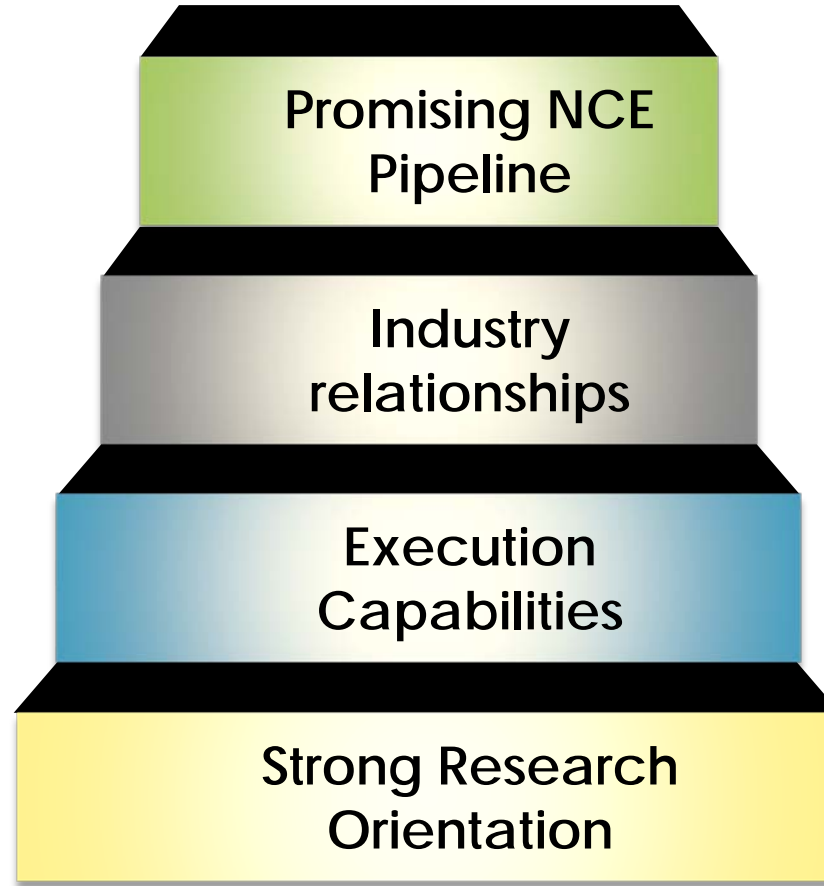 Promising NCE
Pipeline
Industry
relationships
Execution
Capabilities
Strong Research
Orientation